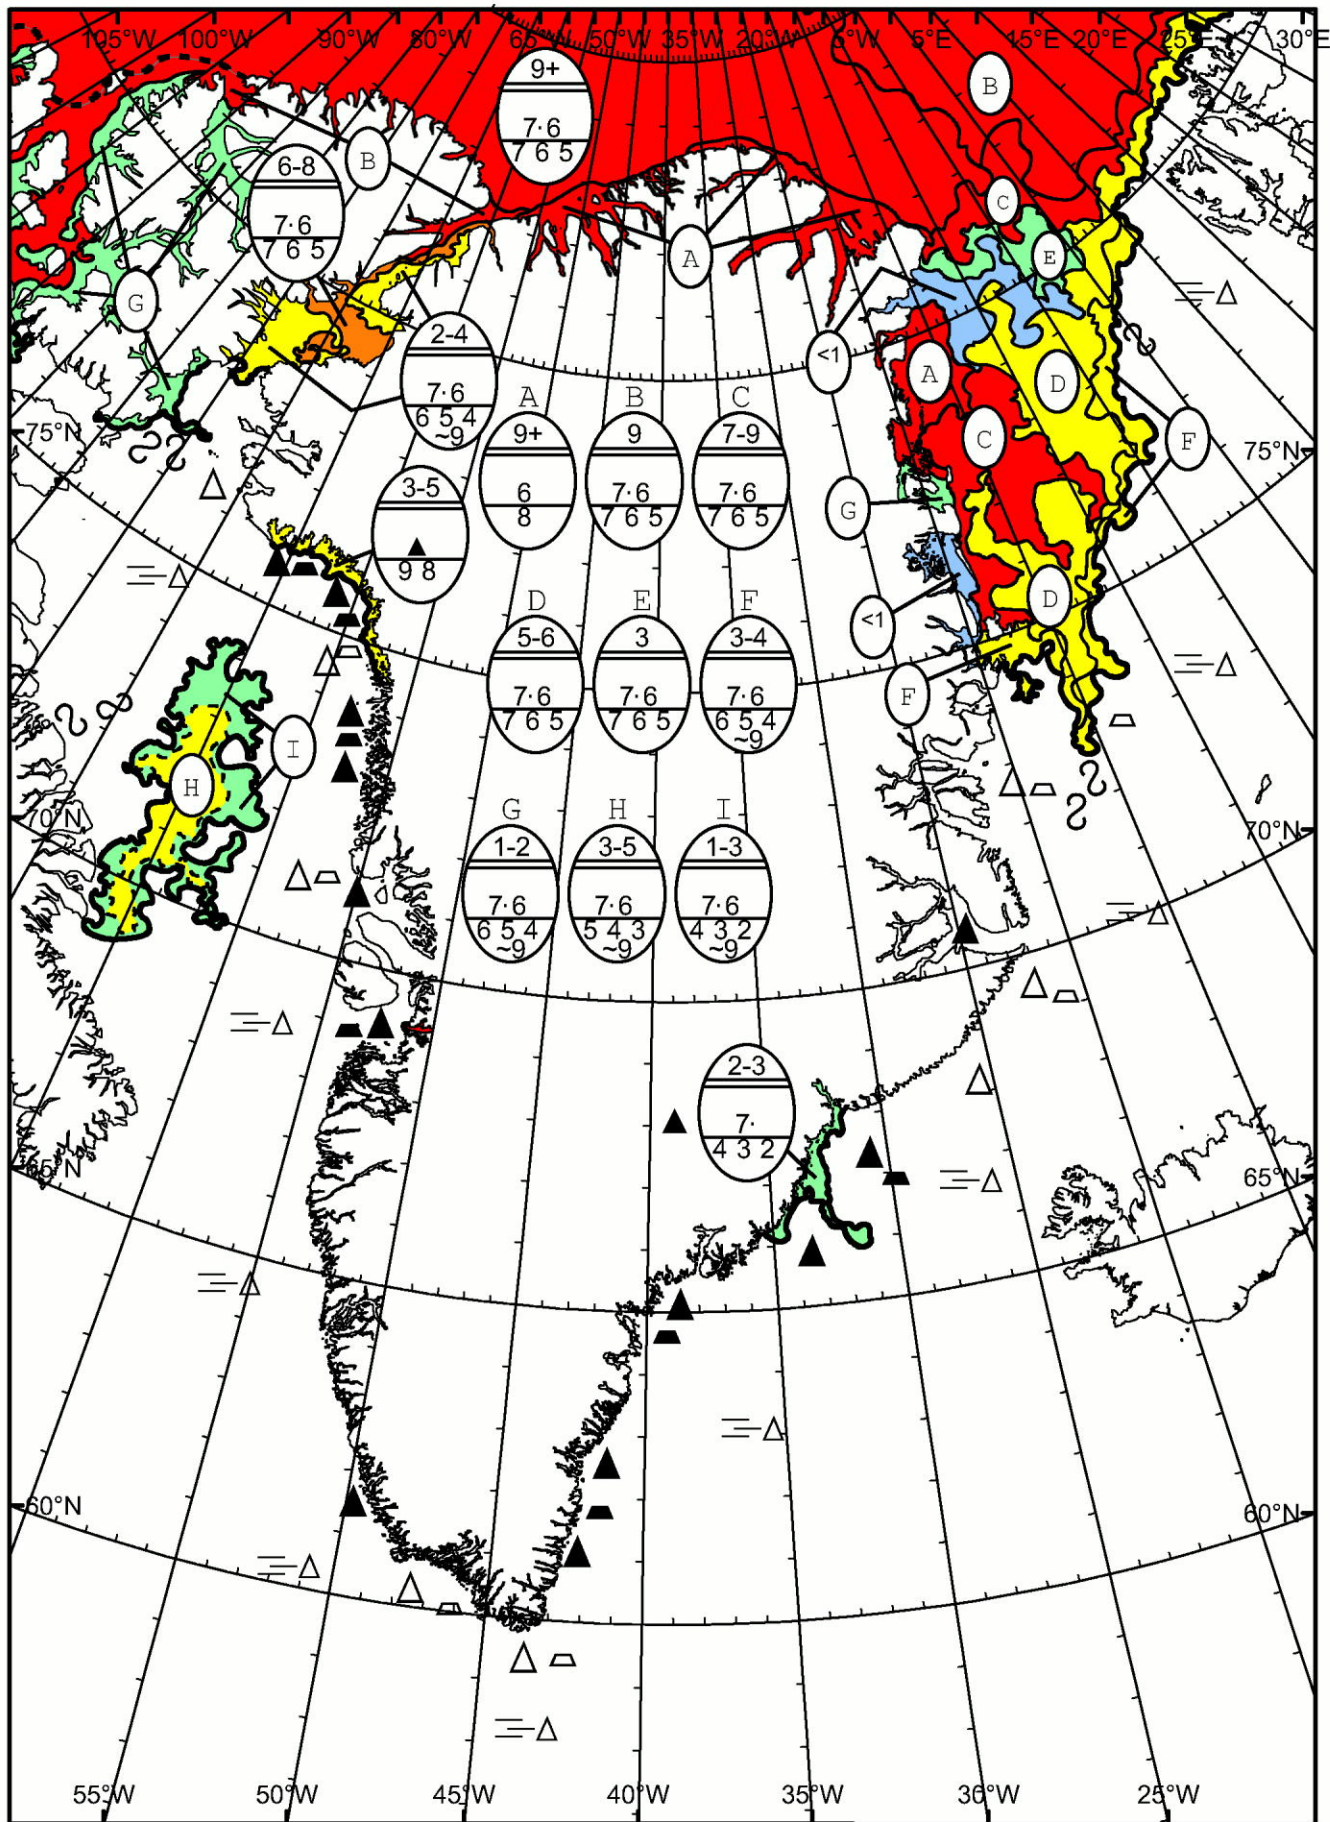 105°W 100°W 90°W 80°W 65°W 50°W 35°W 20°W 5°W 5°E 15°E 20°E 25°E 30°E
9+
7·6
7 6 5
B
B
6-8
7·6
7 6 5
C
A
E
G
<1
2-4
7·6
6 5 4
~9
A
D
C
F
75°N
75°N
A B C
9+ 9 7-9
6 7·6 7·6
8 7 6 5 7 6 5
3-5
9 8
G
D
<1
D E F
5-6 3 3-4
7·6 7·6 7·6
7 6 5 7 6 5 6 5 4
~9
F
I
H
70°N
70°N
G H I
1-2 3-5 1-3
7·6 7·6 7·6
6 5 4 5 4 3 4 3 2
~9 ~9 ~9
2-3
7·
4 3 2
65°N
65°N
60°N
60°N
55°W 50°W 45°W 40°W 35°W 30°W 25°W